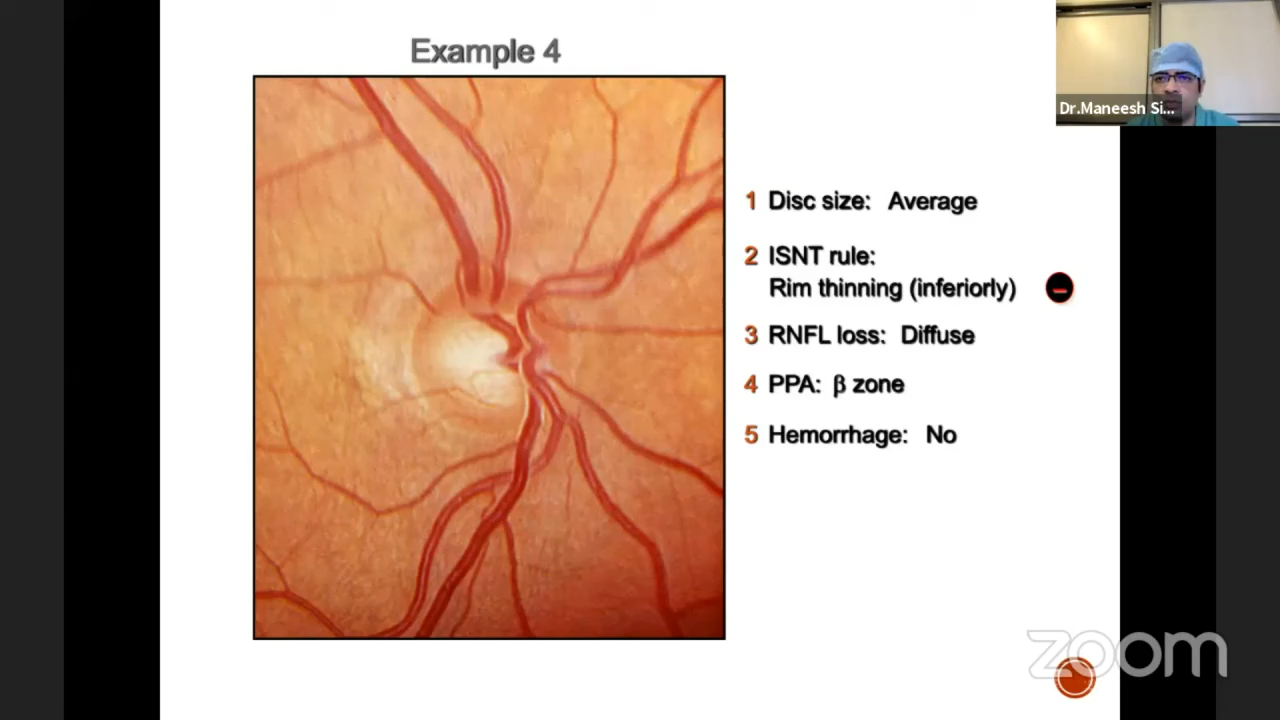 Example 4
Dr.Maneesh Si...
1 Disc size: Average
2 ISNT rule:
Rim thinning (inferiorly)
3 RNFL loss: Diffuse
4 PPA: β zone
5 Hemorrhage: No
zoom